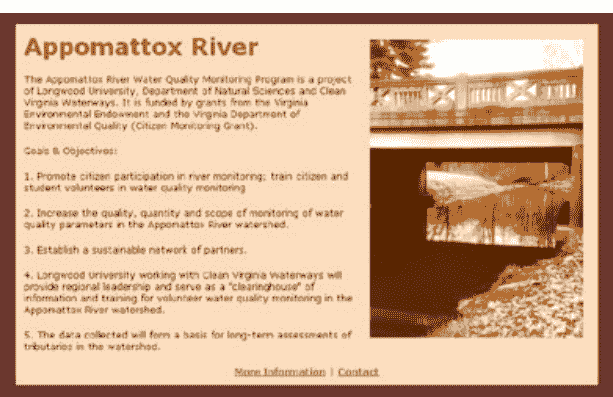 Appomattox River
The Appomattox River Water Quality Monitoring Program is a project
of Longwood University, Department of Natural Sciences and Clean
Virginia Waterways. It is funded by grants from the Virginia
Environmental Endowment and the Virginia Department of
Environmental Quality (Citizen Monitoring Grant).
Goals & Objectives:
1. Promote citizen participation in river monitoring; train citizen and
student volunteers in water quality monitoring
2. Increase the quality, quantity and scope of monitoring of water
quality parameters in the Appomattox River watershed.
3. Establish a sustainable network of partners.
4. Longwood University working with Clean Virginia Waterways will
provide regional leadership and serve as a "clearinghouse" of
information and training for volunteer water quality monitoring in the
Appomattox River watershed.
5. The data collected will form a basis for long-term assessments of
tributaries in the watershed.
More Information | Contact